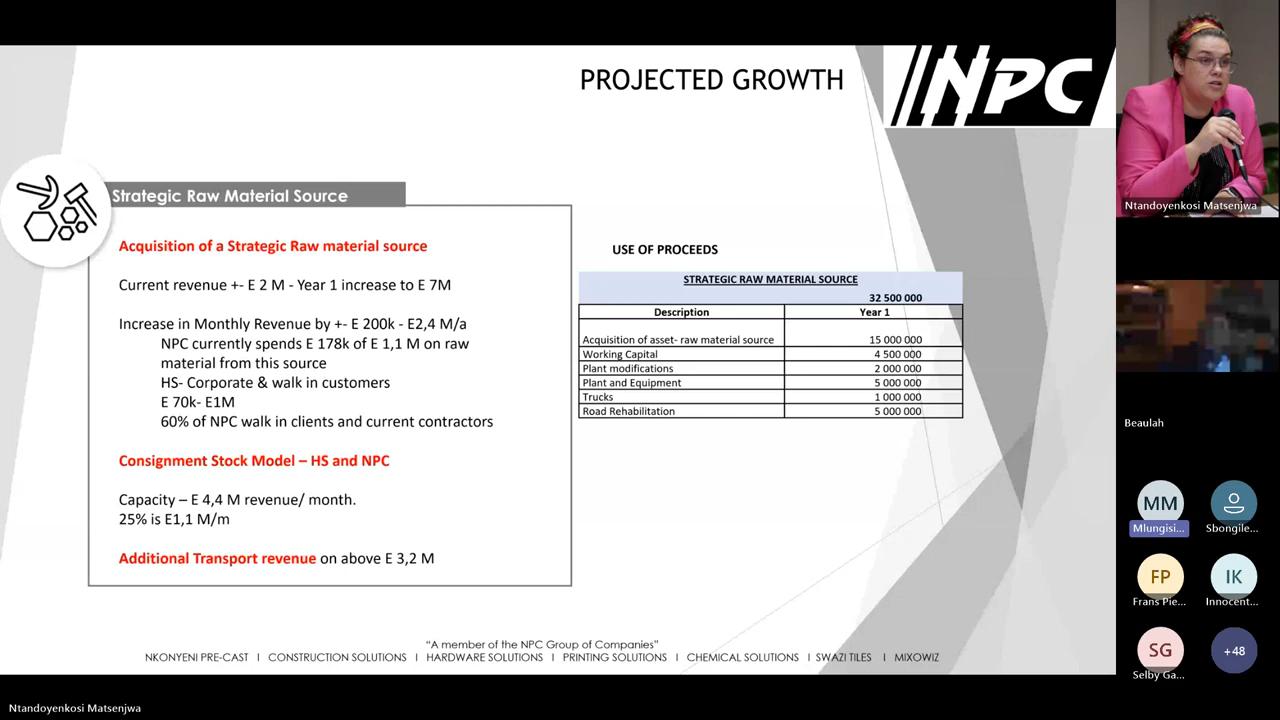 PROJECTED GROWTH
NPC
Strategic Raw Material Source
Acquisition of a Strategic Raw material source
Current revenue +- E 2 M - Year 1 increase to E 7M
Increase in Monthly Revenue by +- E 200k - E2,4 M/a
NPC currently spends E 178k of E 1,1 M on raw
material from this source
HS- Corporate & walk in customers
E 70k- E1M
60% of NPC walk in clients and current contractors
Consignment Stock Model – HS and NPC
Capacity – E 4,4 M revenue/ month.
25% is E1,1 M/m
Additional Transport revenue on above E 3,2 M
USE OF PROCEEDS
STRATEGIC RAW MATERIAL SOURCE
32 500 000
Description Year 1
Acquisition of asset- raw material source 15 000 000
Working Capital 4 500 000
Plant modifications 2 000 000
Plant and Equipment 5 000 000
Trucks 1 000 000
Road Rehabilitation 5 000 000
“A member of the NPC Group of Companies”
NKONYENI PRE-CAST I CONSTRUCTION SOLUTIONS I HARDWARE SOLUTIONS I PRINTING SOLUTIONS I CHEMICAL SOLUTIONS I SWAZI TILES I MIXOWIZ
Ntandoyenkosi Matsenjwa
Beaulah
MM
Mlungisi...
Sbongile...
FP
Frans Pie...
IK
Innocent...
SG
Selby Ga...
+48
Ntandoyenkosi Matsenjwa